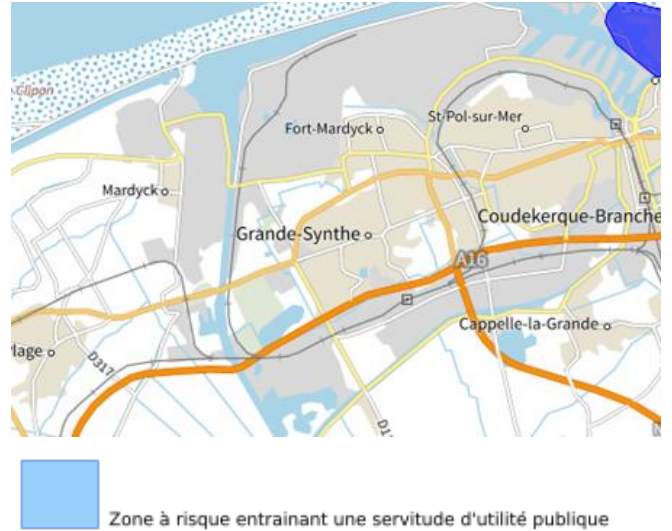 Clipon
Fort-Mardyck
St-Pol-sur-Mer
Mardyck
Grande-Synthe
Coudekerque-Branche
A16
Cappelle-la-Grande
lage
D317
D1
Zone à risque entrainant une servitude d'utilité publique